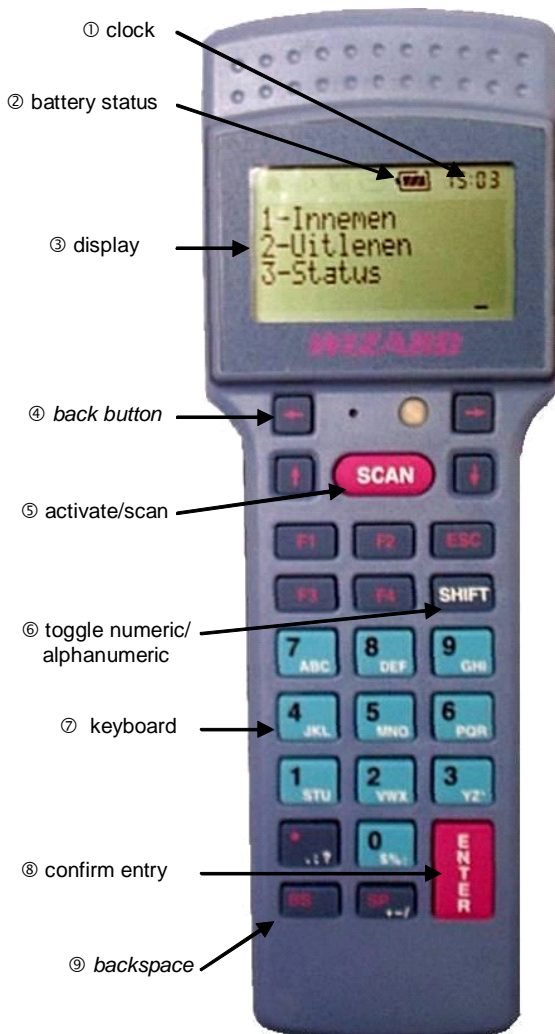 ① clock
② battery status
15:03
1-Innemen
2-Uitlenen
3-Status
③ display
WIZARD
④ back button
← →
↑ SCAN ↓
⑤ activate/scan
F1 F2 ESC
F3 F4 SHIFT
⑥ toggle numeric/
alphanumeric
7 ABC 8 DEF 9 GHI
⑦ keyboard
4 JKL 5 MNO 6 PQR
1 STU 2 VWX 3 YZ'
* .:? 0 $%: ENTER
⑧ confirm entry
BS SP +-/
⑨ backspace